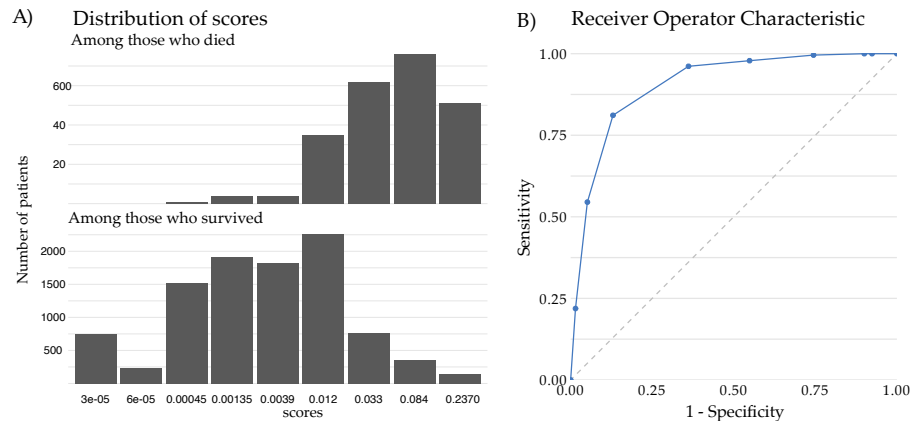 A) Distribution of scores
Among those who died
600
40
20
Number of patients
Among those who survived
2000
1500
1000
500
3e-05 6e-05 0.00045 0.00135 0.0039 0.012 0.033 0.084 0.2370
scores
B) Receiver Operator Characteristic
1.00
0.75
0.50
0.25
0.00
Sensitivity
0.00 0.25 0.50 0.75 1.00
1 - Specificity